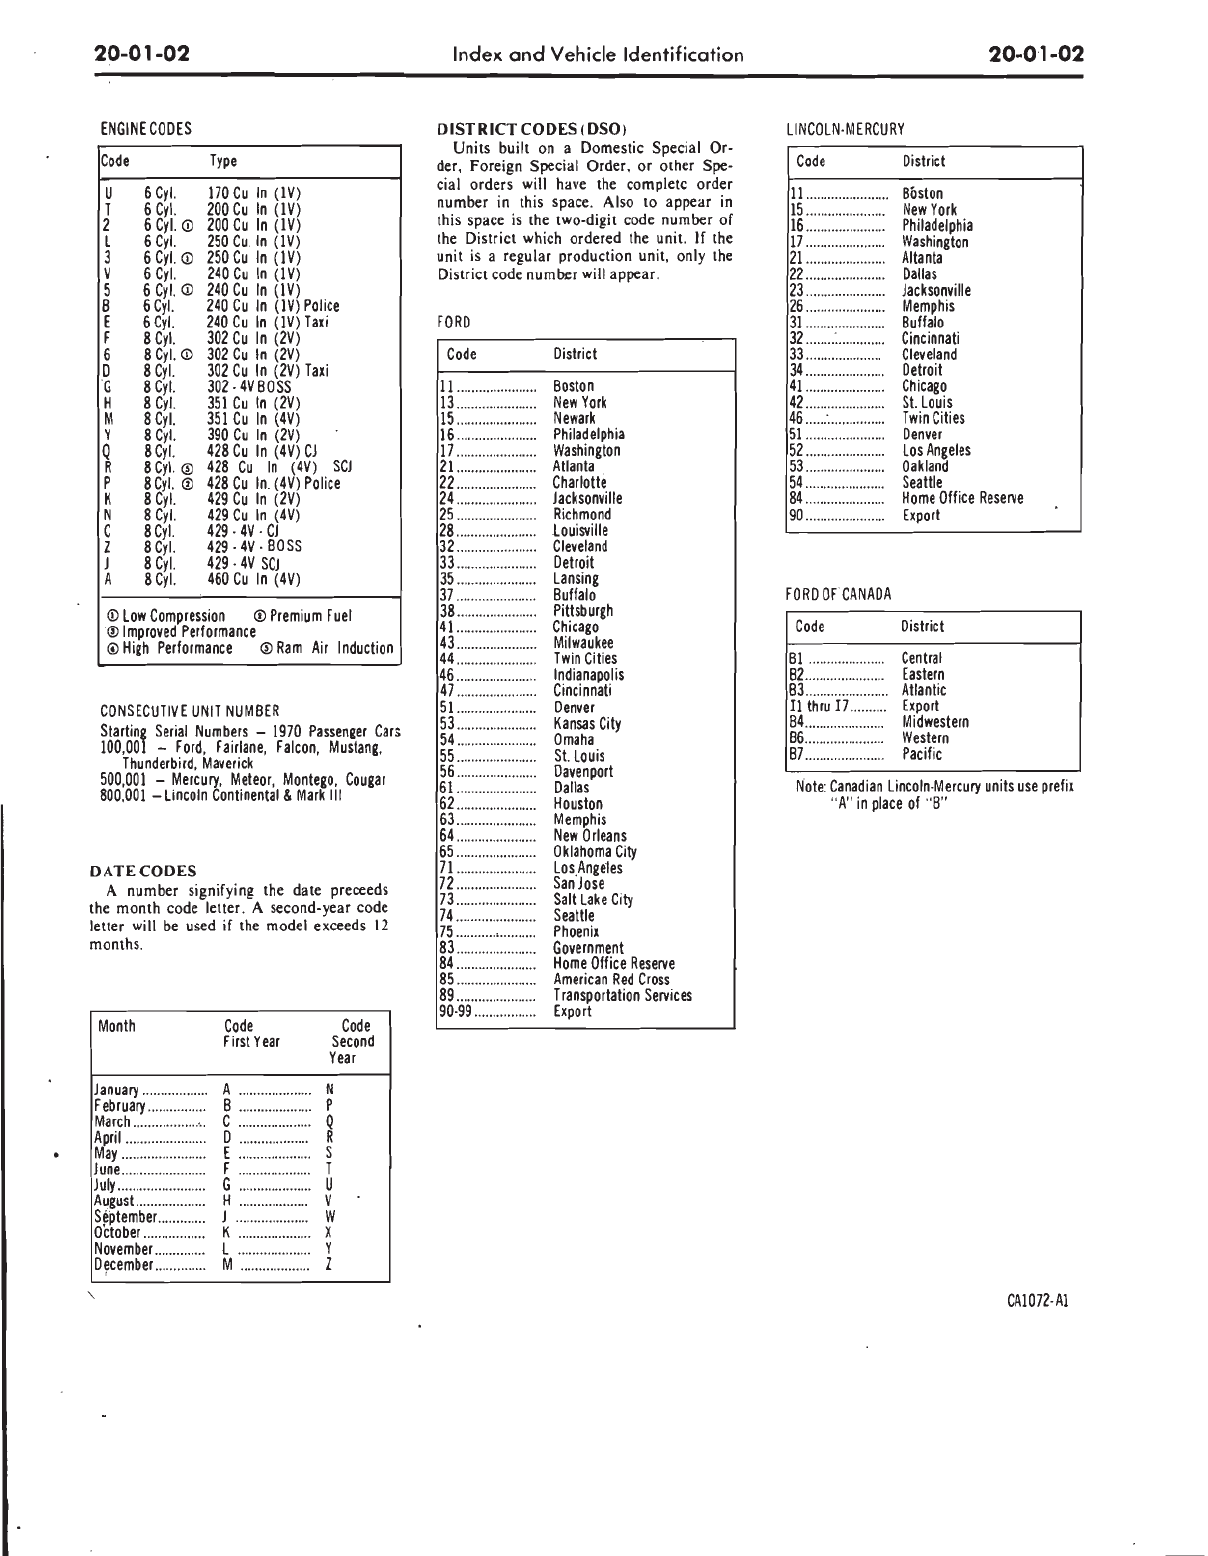 20-01-02 Index and Vehicle Identification 20-01-02
ENGINE CODES
Code Type
U 6 Cyl. 170 Cu In (1V)
T 6 Cyl. 200 Cu In (1V)
2 6 Cyl. ① 200 Cu In (1V)
L 6 Cyl. 250 Cu In (1V)
3 6 Cyl. ① 250 Cu In (1V)
V 6 Cyl. 240 Cu In (1V)
5 6 Cyl. ① 240 Cu In (1V)
B 6 Cyl. 240 Cu In (1V) Police
E 6 Cyl. 240 Cu In (1V) Taxi
F 8 Cyl. 302 Cu In (2V)
6 8 Cyl. ① 302 Cu In (2V)
D 8 Cyl. 302 Cu In (2V) Taxi
G 8 Cyl. 302 - 4V BOSS
H 8 Cyl. 351 Cu In (2V)
M 8 Cyl. 351 Cu In (4V)
Y 8 Cyl. 390 Cu In (2V)
Q 8 Cyl. 428 Cu In (4V) CJ
R 8 Cyl. 428 Cu In (4V) SCJ
P 8 Cyl. 428 Cu In. (4V) Police
K 8 Cyl. 429 Cu In (2V)
N 8 Cyl. 429 Cu In (4V)
C 8 Cyl. 429 - 4V - CJ
Z 8 Cyl. 429 - 4V - BOSS
J 8 Cyl. 429 - 4V SCJ
A 8 Cyl. 460 Cu In (4V)
① Low Compression Premium Fuel
Improved Performance
High Performance Ram Air Induction
CONSECUTIVE UNIT NUMBER
Starting Serial Numbers – 1970 Passenger Cars
100,001 – Ford, Fairlane, Falcon, Mustang,
Thunderbird, Maverick
500,001 – Mercury, Meteor, Montego, Cougar
800,001 – Lincoln Continental & Mark III
DATE CODES
A number signifying the date preceeds
the month code letter. A second-year code
letter will be used if the model exceeds 12
months.
Month Code Code
First Year Second
Year
January A N
February B P
March C Q
April D R
May E S
June F T
July G U
August H V
September J W
October K X
November L Y
December M Z
DISTRICT CODES (DSO)
Units built on a Domestic Special Or-
der, Foreign Special Order, or other Spe-
cial orders will have the complete order
number in this space. Also to appear in
this space is the two-digit code number of
the District which ordered the unit. If the
unit is a regular production unit, only the
District code number will appear.
FORD
Code District
11 Boston
13 New York
15 Newark
16 Philadelphia
17 Washington
21 Atlanta
22 Charlotte
24 Jacksonville
25 Richmond
28 Louisville
32 Cleveland
33 Detroit
35 Lansing
37 Buffalo
38 Pittsburgh
41 Chicago
43 Milwaukee
44 Twin Cities
46 Indianapolis
47 Cincinnati
51 Denver
53 Kansas City
54 Omaha
55 St. Louis
56 Davenport
61 Dallas
62 Houston
63 Memphis
64 New Orleans
65 Oklahoma City
71 Los Angeles
72 San Jose
73 Salt Lake City
74 Seattle
75 Phoenix
83 Government
84 Home Office Reserve
85 American Red Cross
89 Transportation Services
90-99 Export
LINCOLN-MERCURY
Code District
11 Boston
15 New York
16 Philadelphia
17 Washington
21 Altanta
22 Dallas
23 Jacksonville
26 Memphis
31 Buffalo
32 Cincinnati
33 Cleveland
34 Detroit
41 Chicago
42 St. Louis
46 Twin Cities
51 Denver
52 Los Angeles
53 Oakland
54 Seattle
84 Home Office Reserve
90 Export
FORD OF CANADA
Code District
B1 Central
B2 Eastern
B3 Atlantic
I1 thru I7 Export
B4 Midwestern
B6 Western
B7 Pacific
Note: Canadian Lincoln-Mercury units use prefix
"A" in place of "B"
CA1072-A1